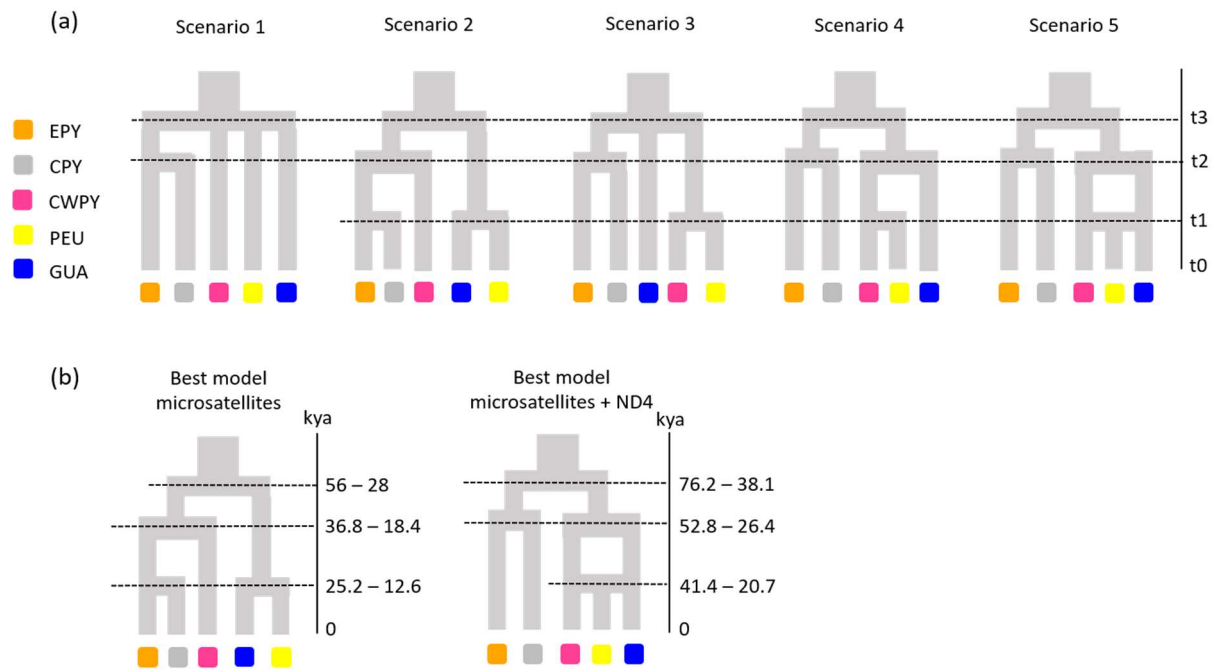 (a)
Scenario 1
Scenario 2
Scenario 3
Scenario 4
Scenario 5
EPY
CPY
CWPY
PEU
GUA
t3
t2
t1
t0
(b)
Best model
microsatellites
kya
56 – 28
36.8 – 18.4
25.2 – 12.6
0
Best model
microsatellites + ND4
kya
76.2 – 38.1
52.8 – 26.4
41.4 – 20.7
0